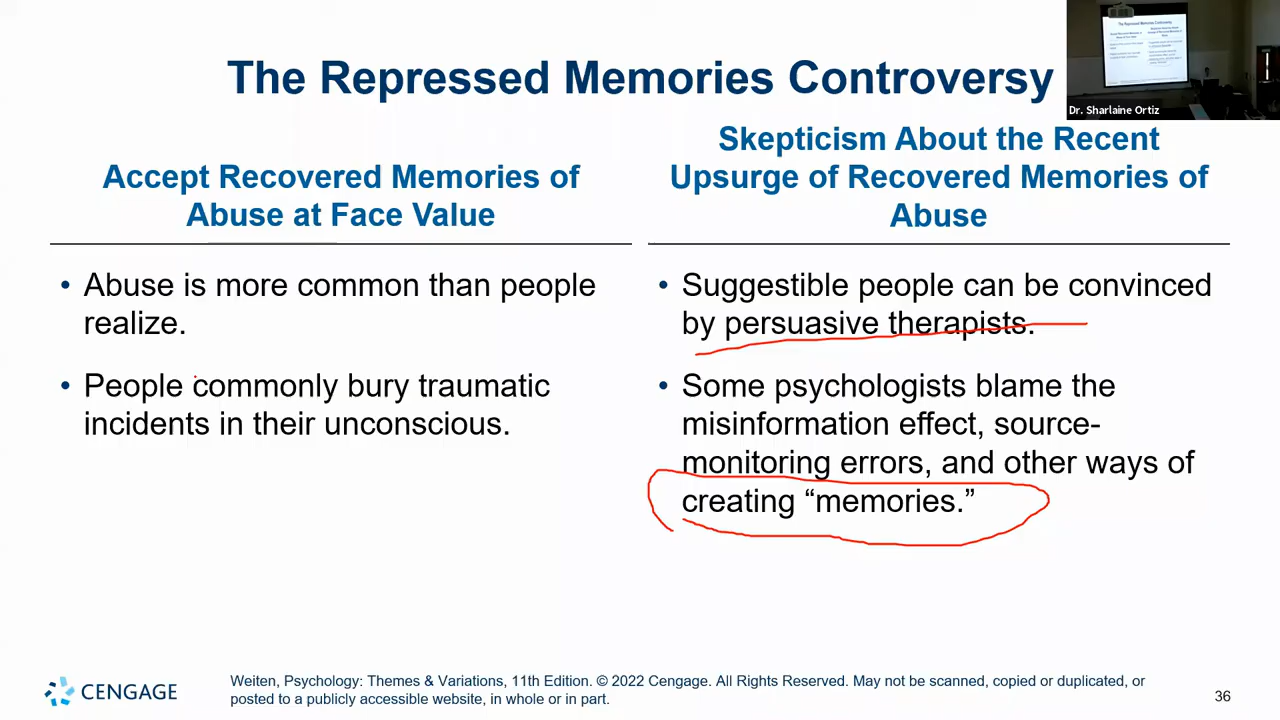 The Repressed Memories Controversy
Dr. Sharlaine Ortiz
Accept Recovered Memories of
Abuse at Face Value
• Abuse is more common than people
realize.
• People commonly bury traumatic
incidents in their unconscious.
Skepticism About the Recent
Upsurge of Recovered Memories of
Abuse
• Suggestible people can be convinced
by persuasive therapists.
• Some psychologists blame the
misinformation effect, source-
monitoring errors, and other ways of
creating “memories.”
CENGAGE
Weiten, Psychology: Themes & Variations, 11th Edition. © 2022 Cengage. All Rights Reserved. May not be scanned, copied or duplicated, or
posted to a publicly accessible website, in whole or in part.
36